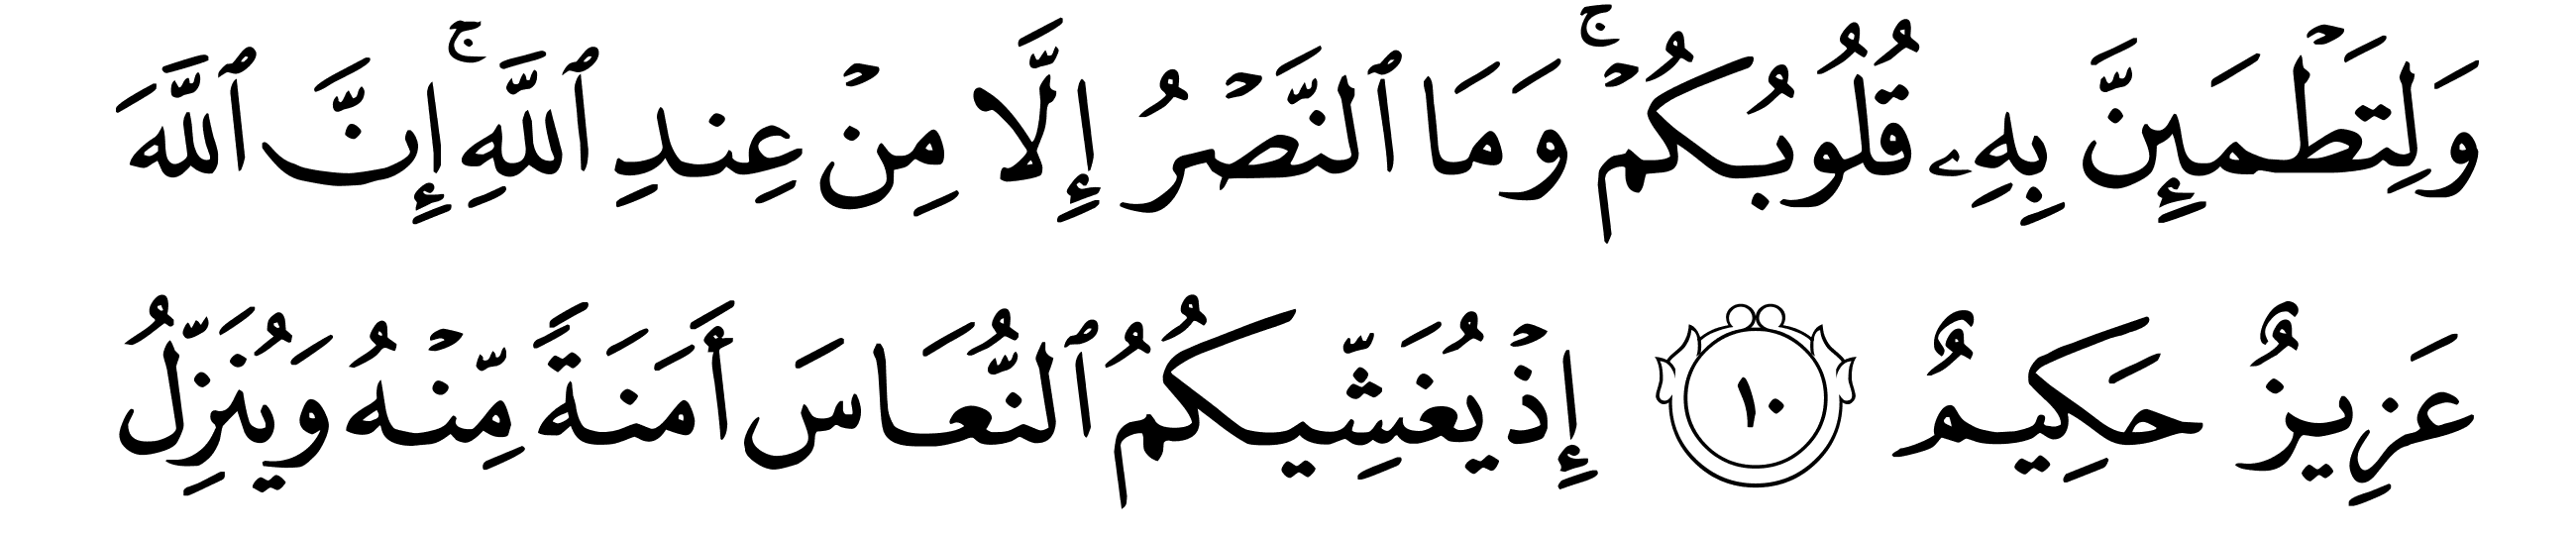 وَلِتَطۡمَئِنَّ بِهِۦ قُلُوبُكُمۡۚ وَمَا ٱلنَّصۡرُ إِلَّا مِنۡ عِندِ ٱللَّهِۚ إِنَّ ٱللَّهَ
عَزِيزٌ حَكِيمٌ ١٠ إِذۡ يُغَشِّيكُمُ ٱلنُّعَاسَ أَمَنَةً مِّنۡهُ وَيُنَزِّلُ